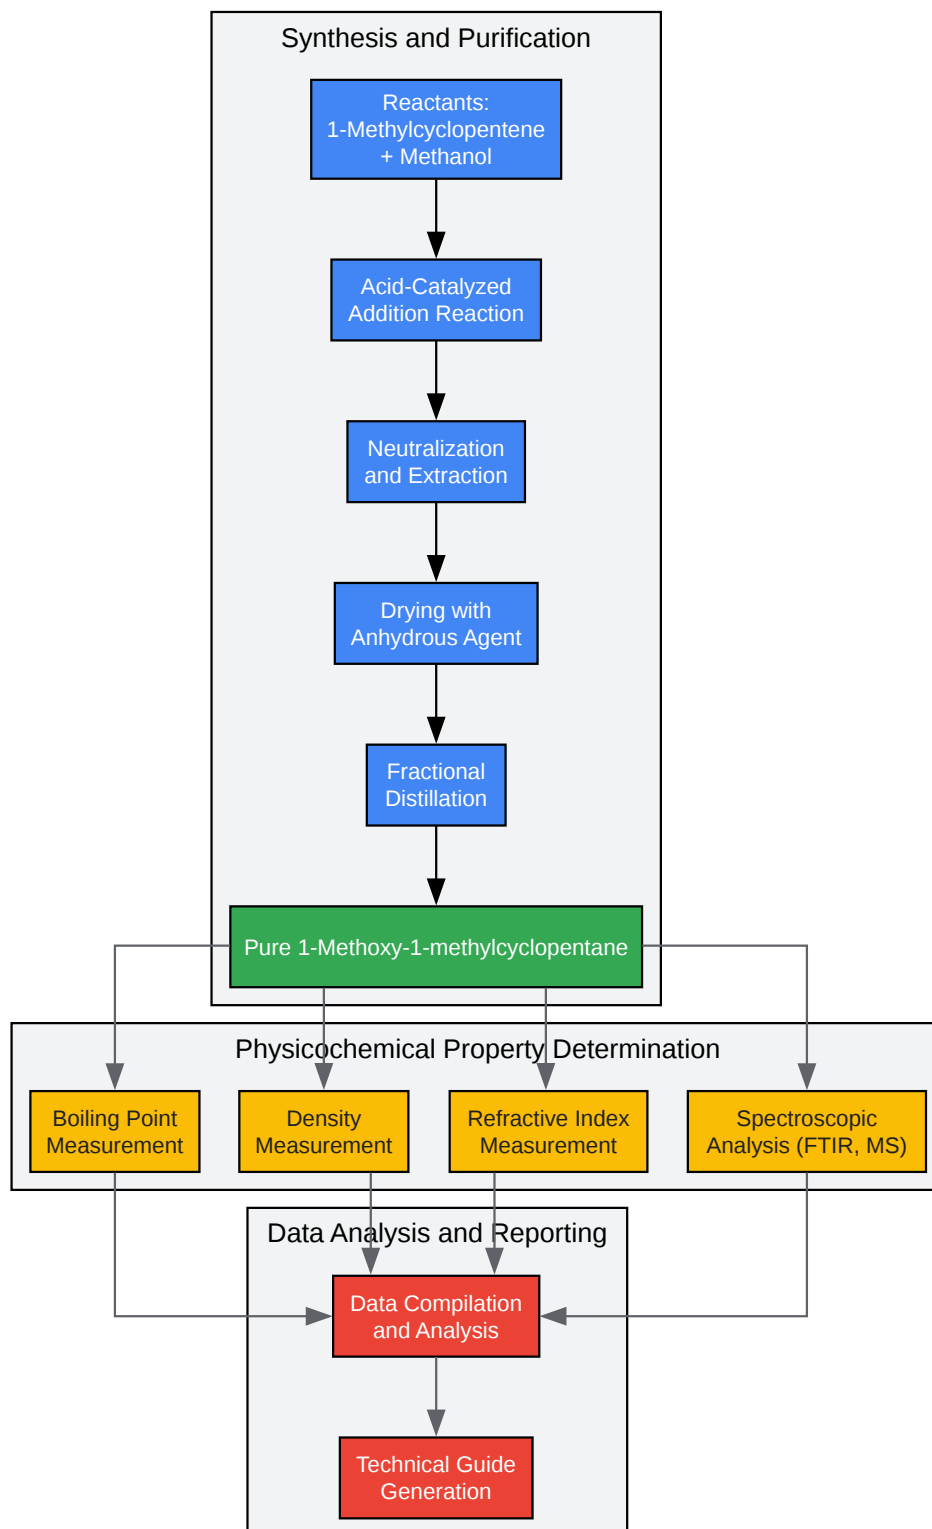 Synthesis and Purification
Reactants:
1-Methylcyclopentene
+ Methanol
Acid-Catalyzed
Addition Reaction
Neutralization
and Extraction
Drying with
Anhydrous Agent
Fractional
Distillation
Pure 1-Methoxy-1-methylcyclopentane
Physicochemical Property Determination
Boiling Point
Measurement
Density
Measurement
Refractive Index
Measurement
Spectroscopic
Analysis (FTIR, MS)
Data Analysis and Reporting
Data Compilation
and Analysis
Technical Guide
Generation